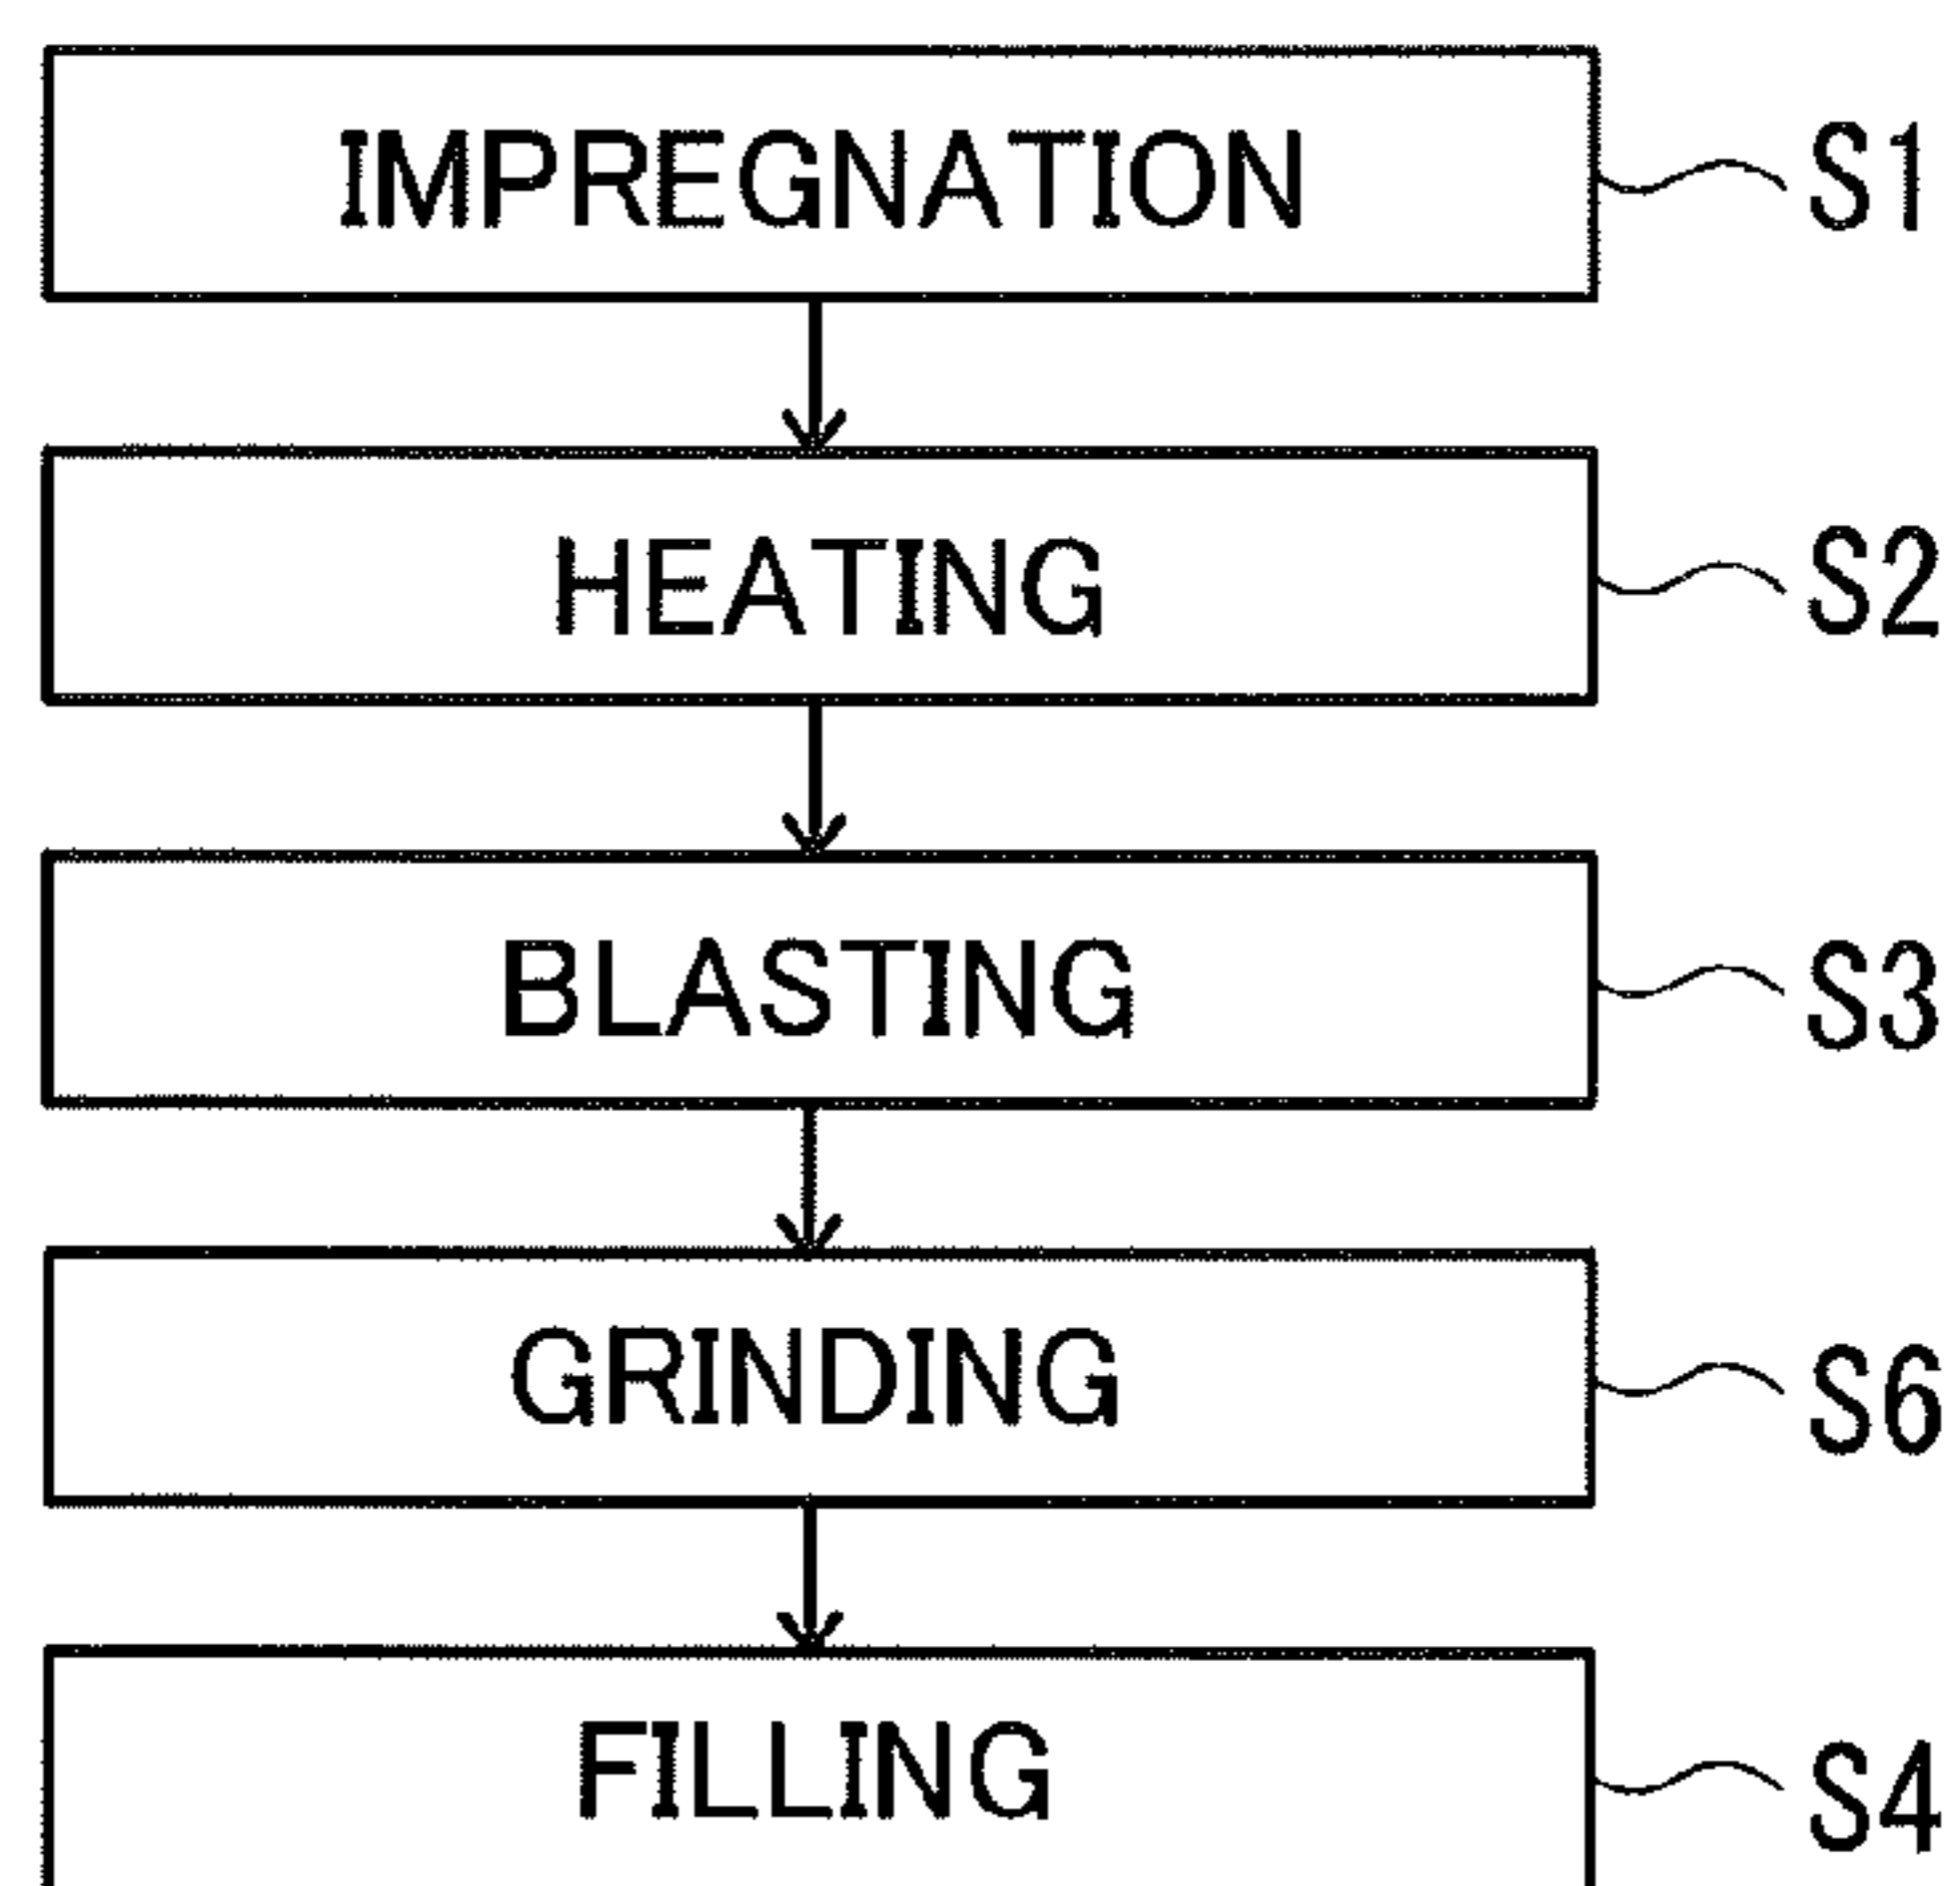 IMPREGNATION S1
HEATING S2
BLASTING S3
GRINDING S6
FILLING S4